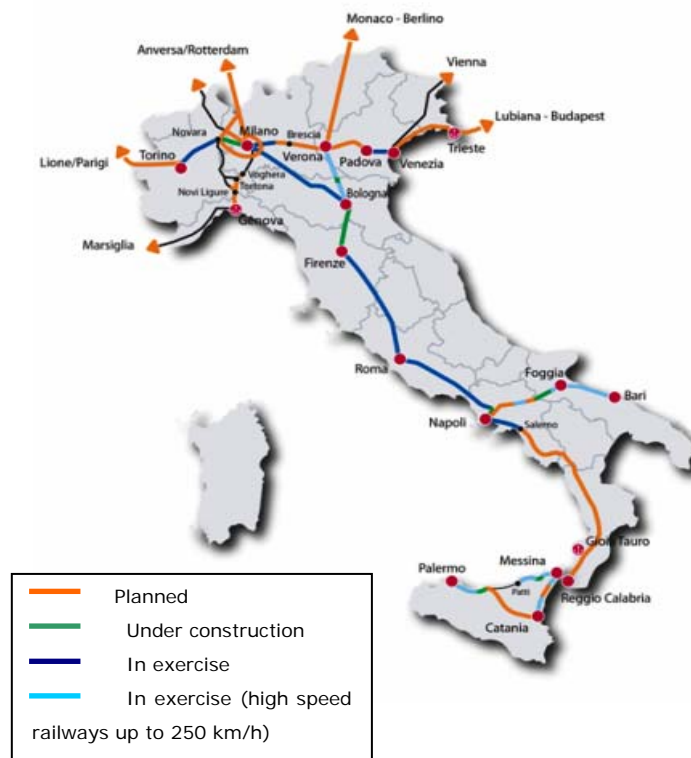 Monaco - Berlino
Anversa/Rotterdam
Vienna
Lubiana - Budapest
Novara
Milano
Brescia
Lione/Parigi
Torino
Verona
Padova
Venezia
Trieste
Voghera
Tortona
Novi Ligure
Bologna
Genova
Marsiglia
Firenze
Roma
Foggia
Bari
Napoli
Salerno
Gioia Tauro
Messina
Palermo
Patti
Reggio Calabria
Catania
Planned
Under construction
In exercise
In exercise (high speed
railways up to 250 km/h)